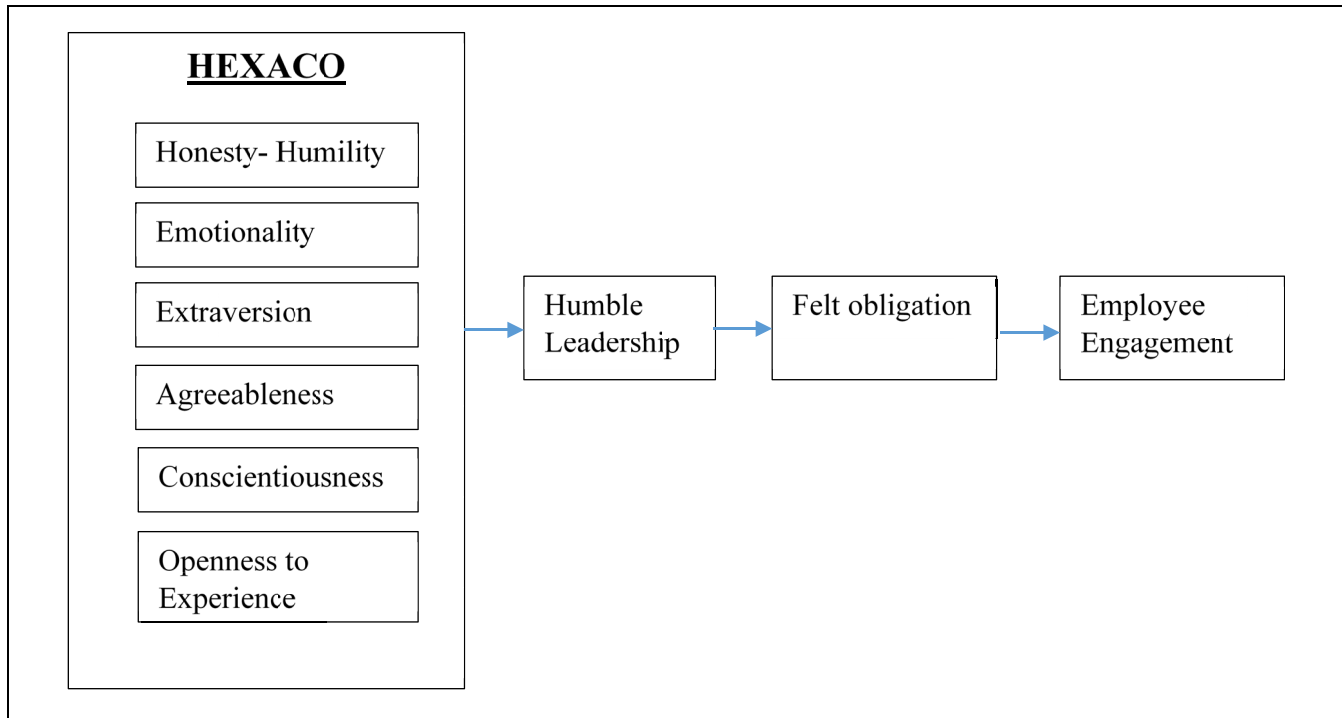 HEXACO
Honesty- Humility
Emotionality
Extraversion
Agreeableness
Conscientiousness
Openness to
Experience
Humble
Leadership
Felt obligation
Employee
Engagement